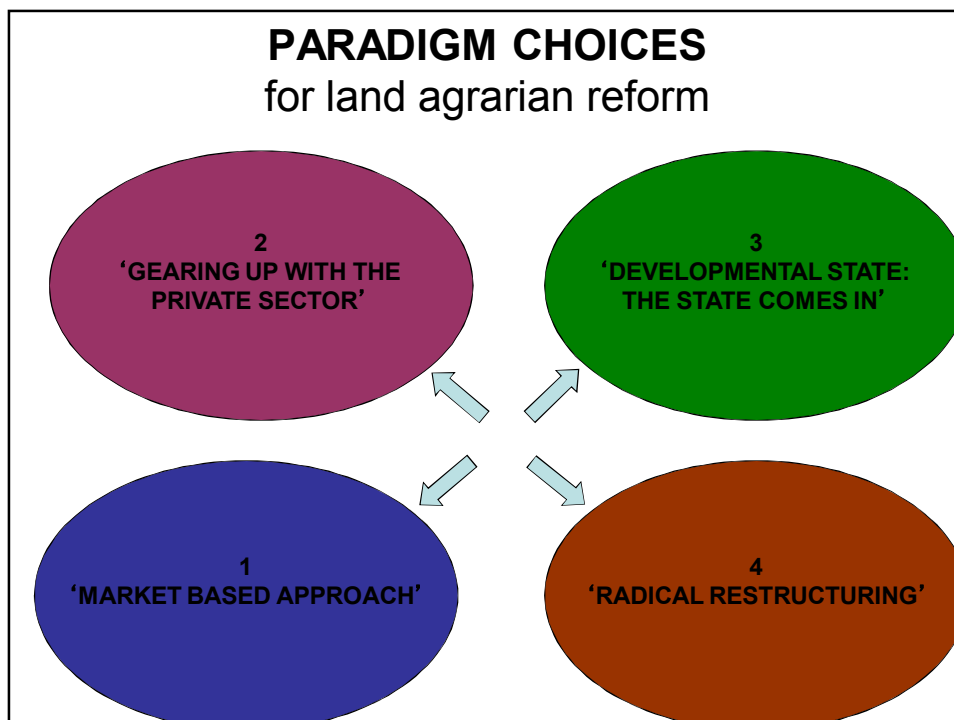 PARADIGM CHOICES
for land agrarian reform
2
‘GEARING UP WITH THE
PRIVATE SECTOR’
3
‘DEVELOPMENTAL STATE:
THE STATE COMES IN’
1
‘MARKET BASED APPROACH’
4
‘RADICAL RESTRUCTURING’